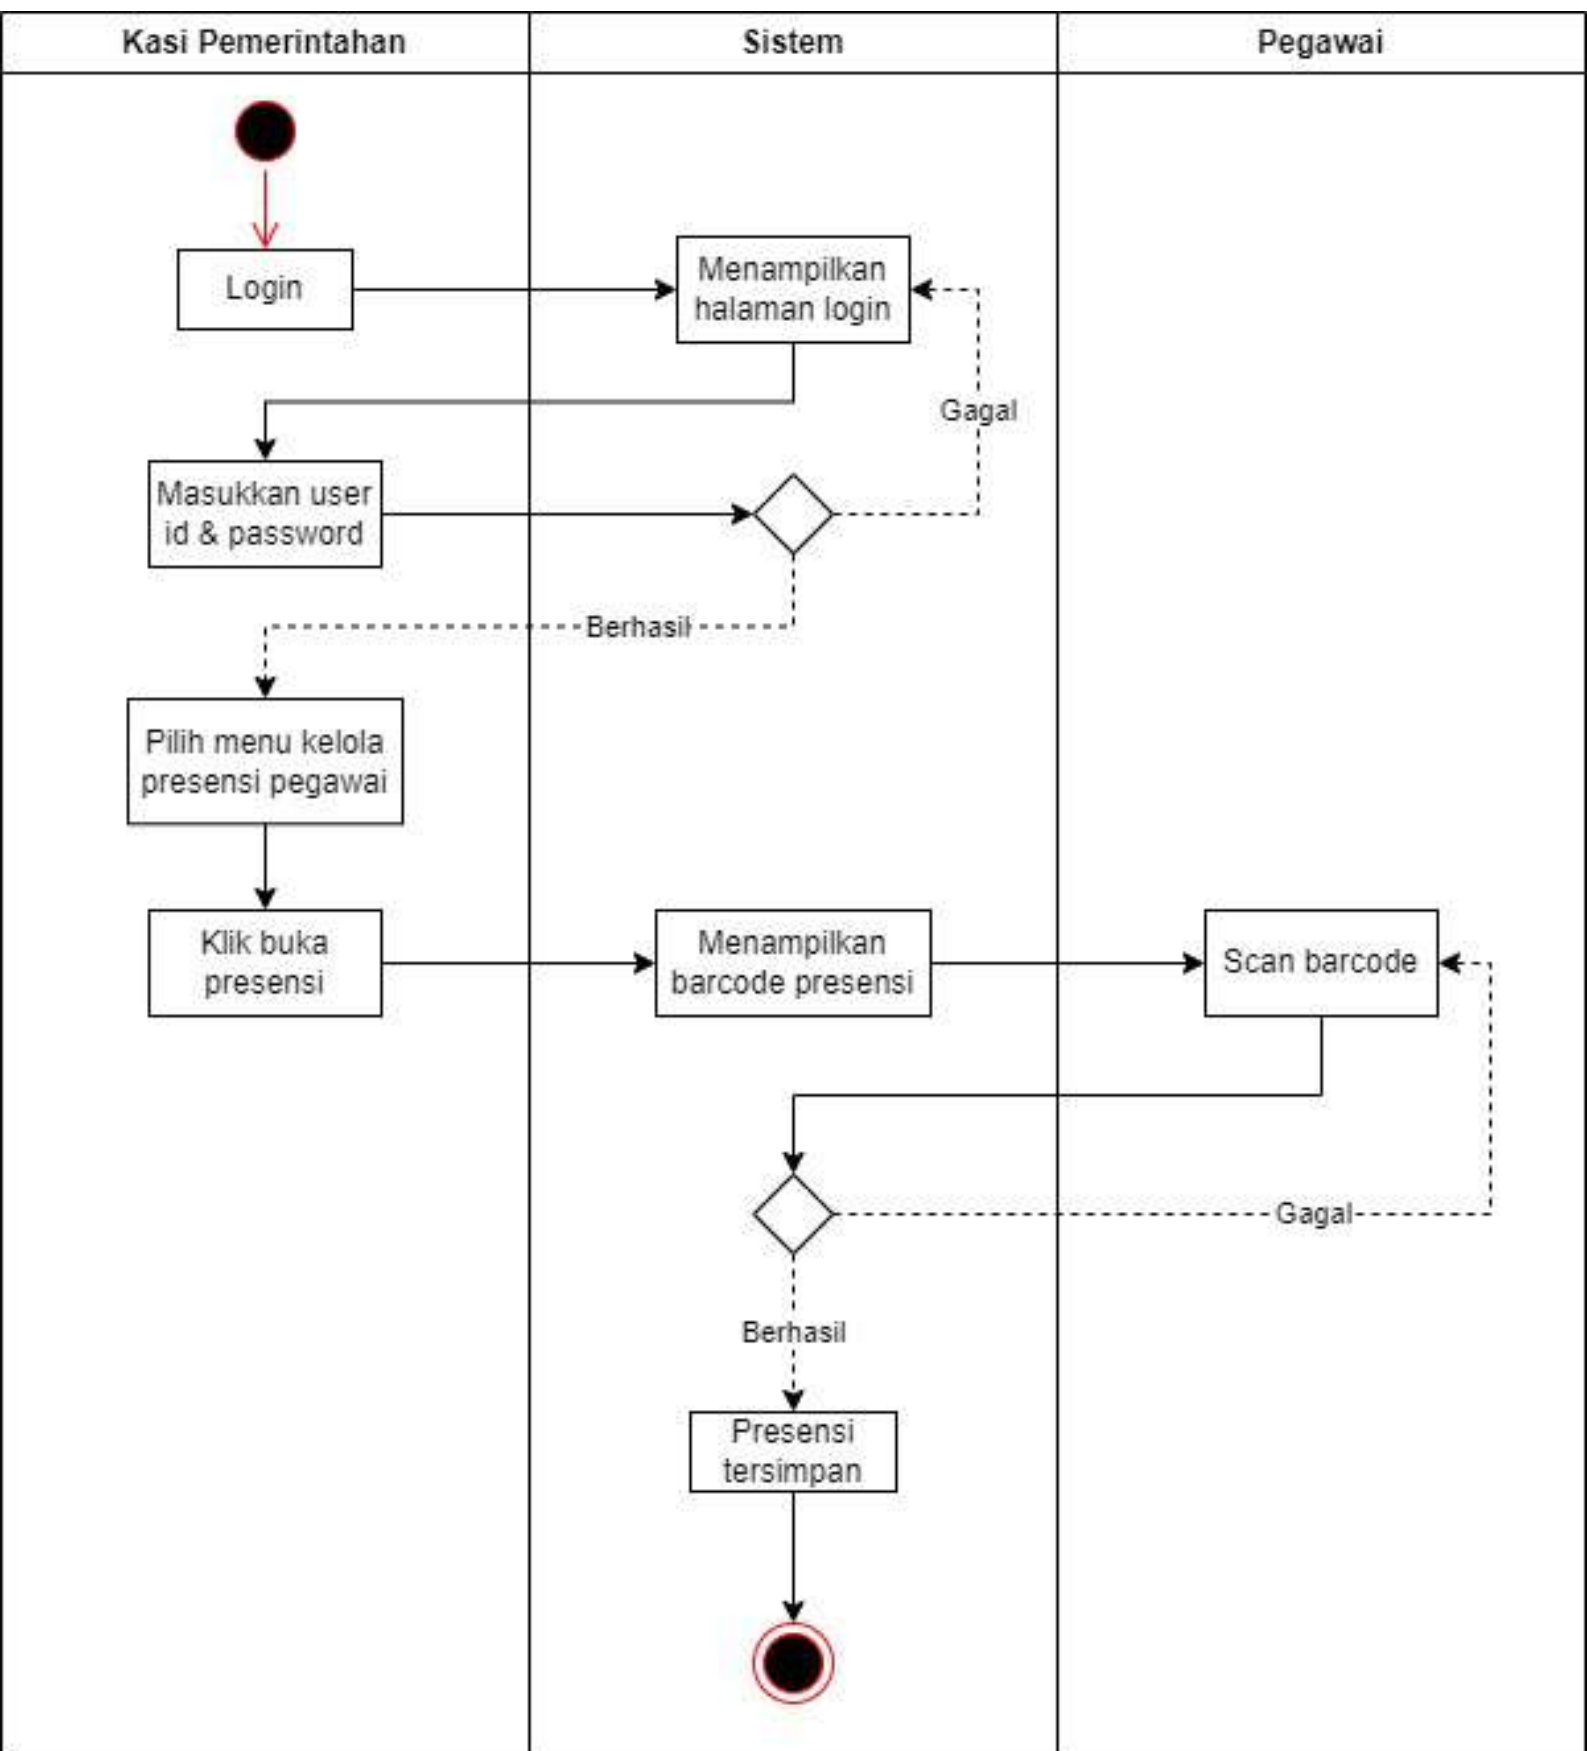 Kasi Pemerintahan
Sistem
Pegawai
Login
Menampilkan
halaman login
Gagal
Masukkan user
id & password
Berhasil
Pilih menu kelola
presensi pegawai
Klik buka
presensi
Menampilkan
barcode presensi
Scan barcode
Gagal
Berhasil
Presensi
tersimpan